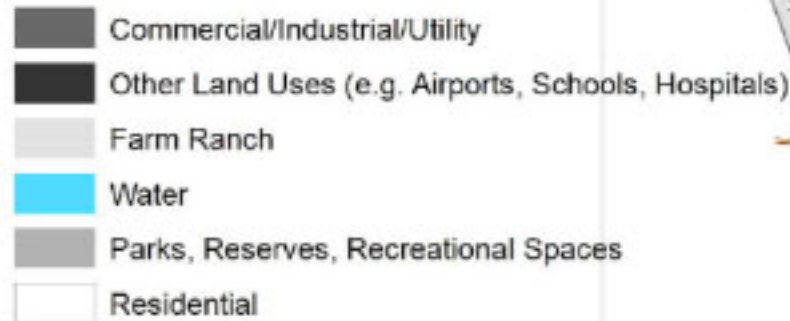 Commercial/Industrial/Utility
Other Land Uses (e.g. Airports, Schools, Hospitals)
Farm Ranch
Water
Parks, Reserves, Recreational Spaces
Residential